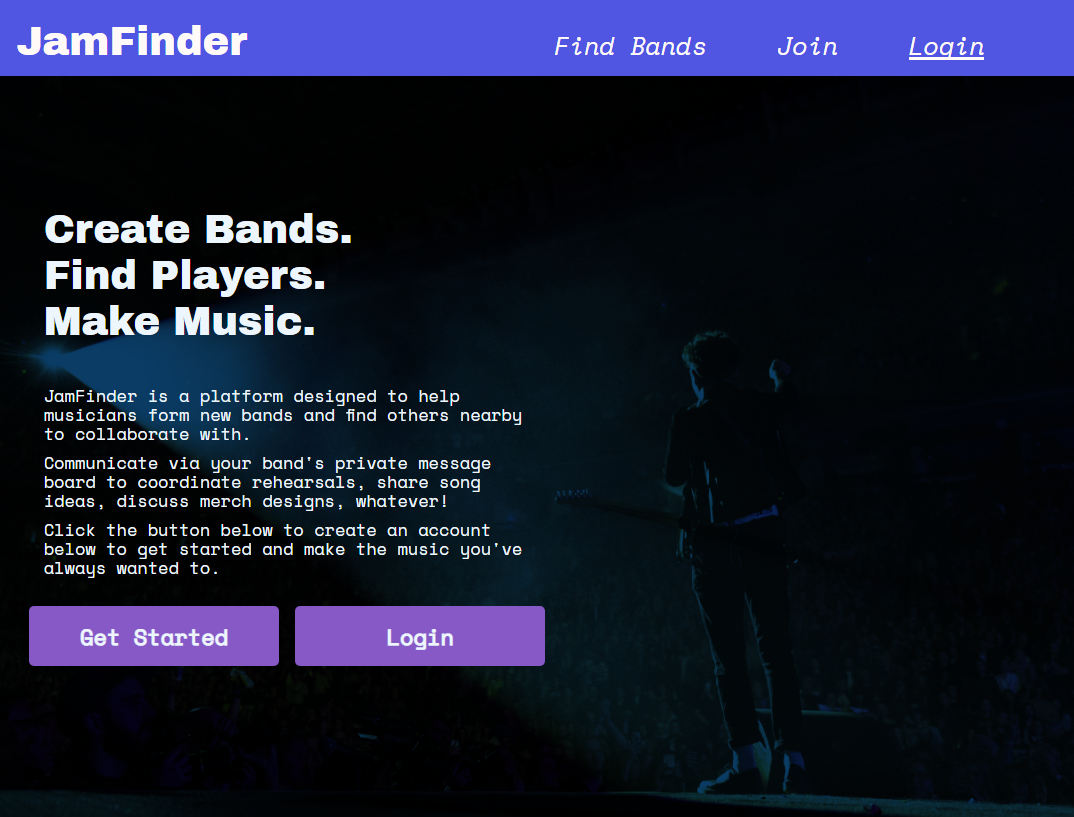 JamFinder
Find Bands Join Login
Create Bands.
Find Players.
Make Music.
JamFinder is a platform designed to help
musicians form new bands and find others nearby
to collaborate with.
Communicate via your band's private message
board to coordinate rehearsals, share song
ideas, discuss merch designs, whatever!
Click the button below to create an account
below to get started and make the music you've
always wanted to.
Get Started Login